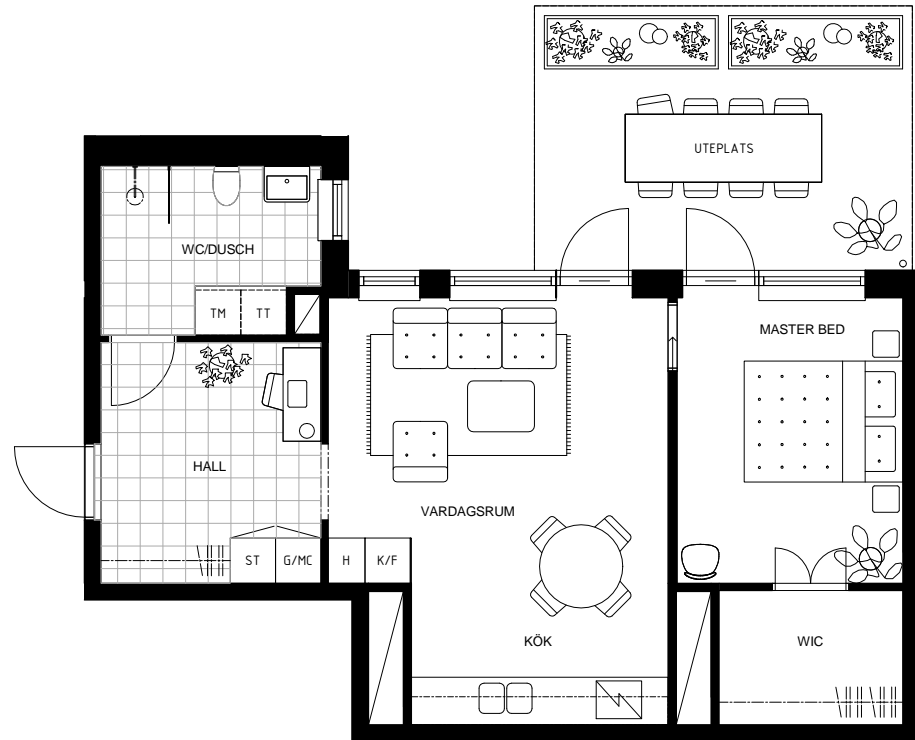 UTEPLATS
WC/DUSCH
TM
TT
MASTER BED
HALL
VARDAGSRUM
ST
G/MC
H
K/F
KÖK
WIC